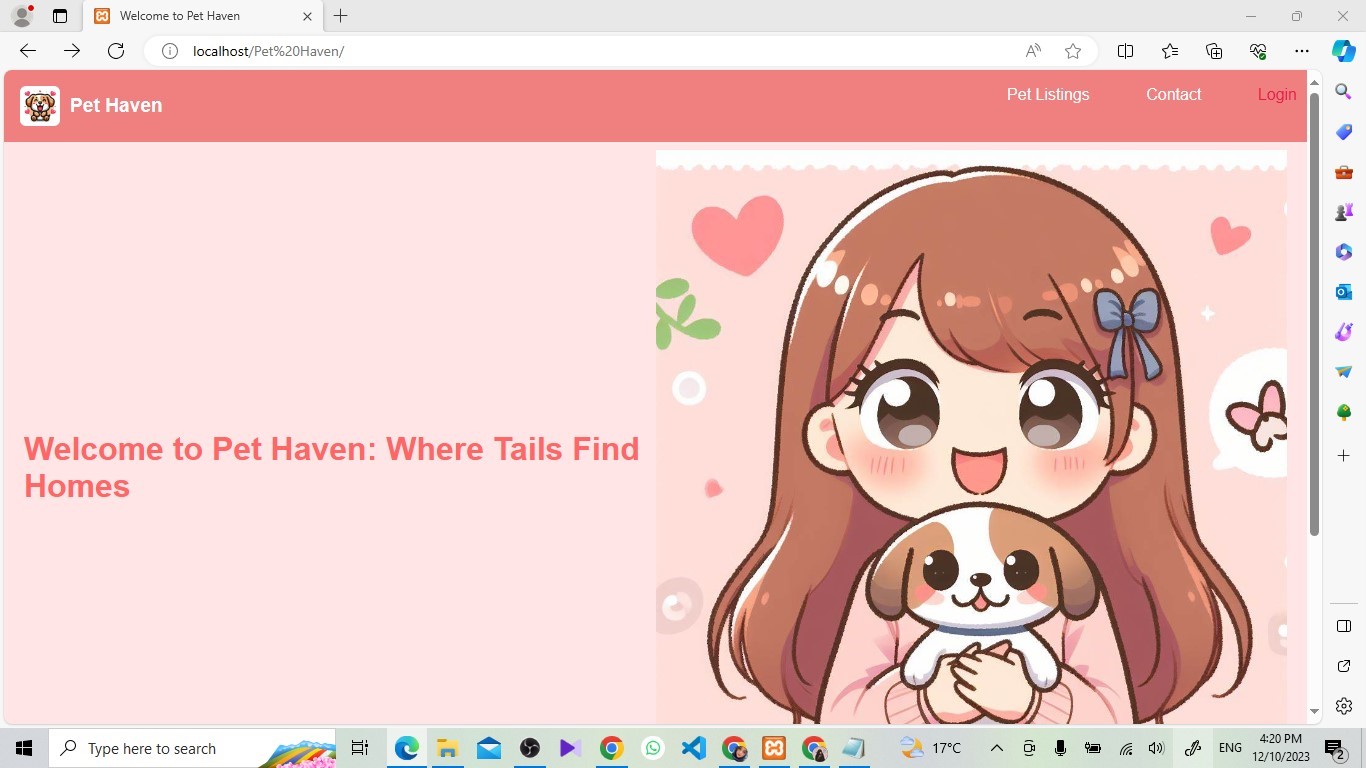 Welcome to Pet Haven
localhost/Pet%20Haven/
Pet Haven
Pet Listings
Contact
Login
Welcome to Pet Haven: Where Tails Find
Homes
Type here to search
17°C
ENG
4:20 PM
12/10/2023
2